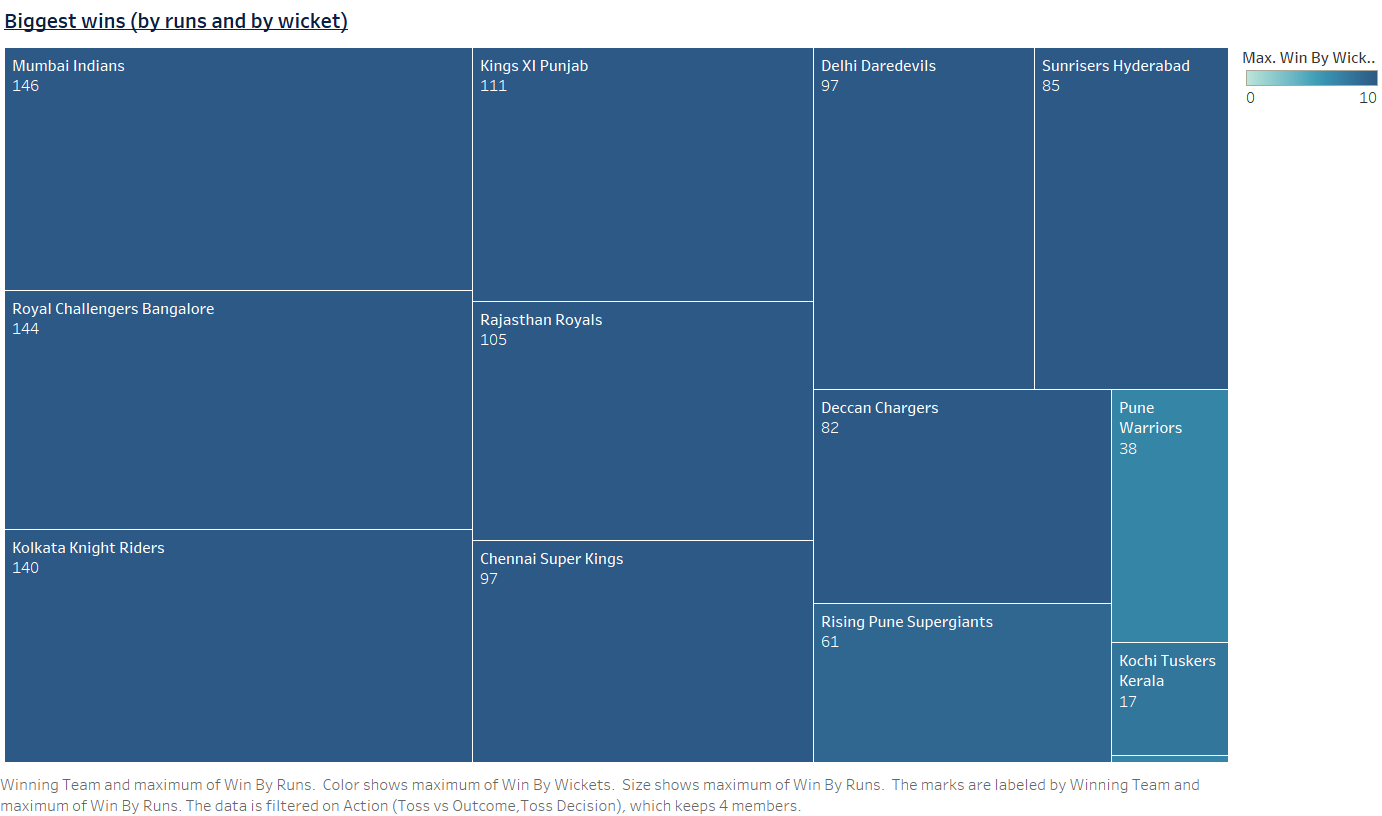 Biggest wins (by runs and by wicket)
Mumbai Indians
146
Royal Challengers Bangalore
144
Kolkata Knight Riders
140
Kings XI Punjab
111
Rajasthan Royals
105
Chennai Super Kings
97
Delhi Daredevils
97
Sunrisers Hyderabad
85
Deccan Chargers
82
Rising Pune Supergiants
61
Pune
Warriors
38
Kochi Tuskers
Kerala
17
Max. Win By Wick..
0 10
Winning Team and maximum of Win By Runs. Color shows maximum of Win By Wickets. Size shows maximum of Win By Runs. The marks are labeled by Winning Team and
maximum of Win By Runs. The data is filtered on Action (Toss vs Outcome,Toss Decision), which keeps 4 members.